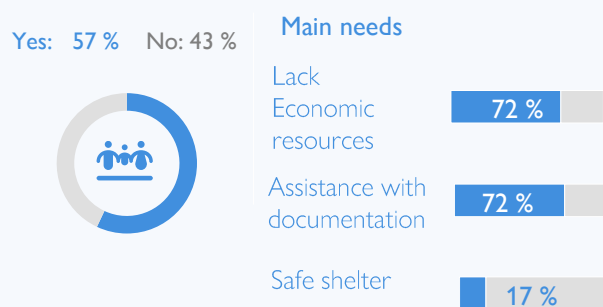 Yes: 57 % No: 43 %
Main needs
Lack
Economic
resources
72 %
Assistance with
documentation
72 %
Safe shelter
17 %